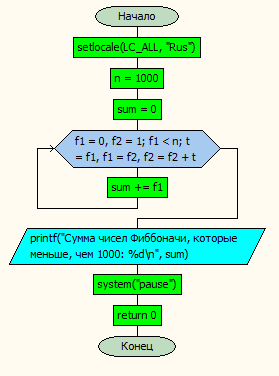 Начало
setlocale(LC_ALL, "Rus")
n = 1000
sum = 0
f1 = 0, f2 = 1; f1 < n; t
= f1, f1 = f2, f2 = f2 + t
sum += f1
printf("Сумма чисел Фиббоначи, которые
меньше, чем 1000: %d\n", sum)
system("pause")
return 0
Конец